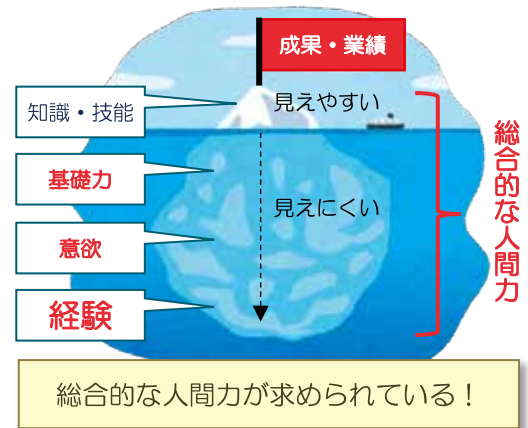 成果・業績
見えやすい
知識・技能
基礎力
見えにくい
意欲
経験
総合的な人間力
総合的な人間力が求められている！